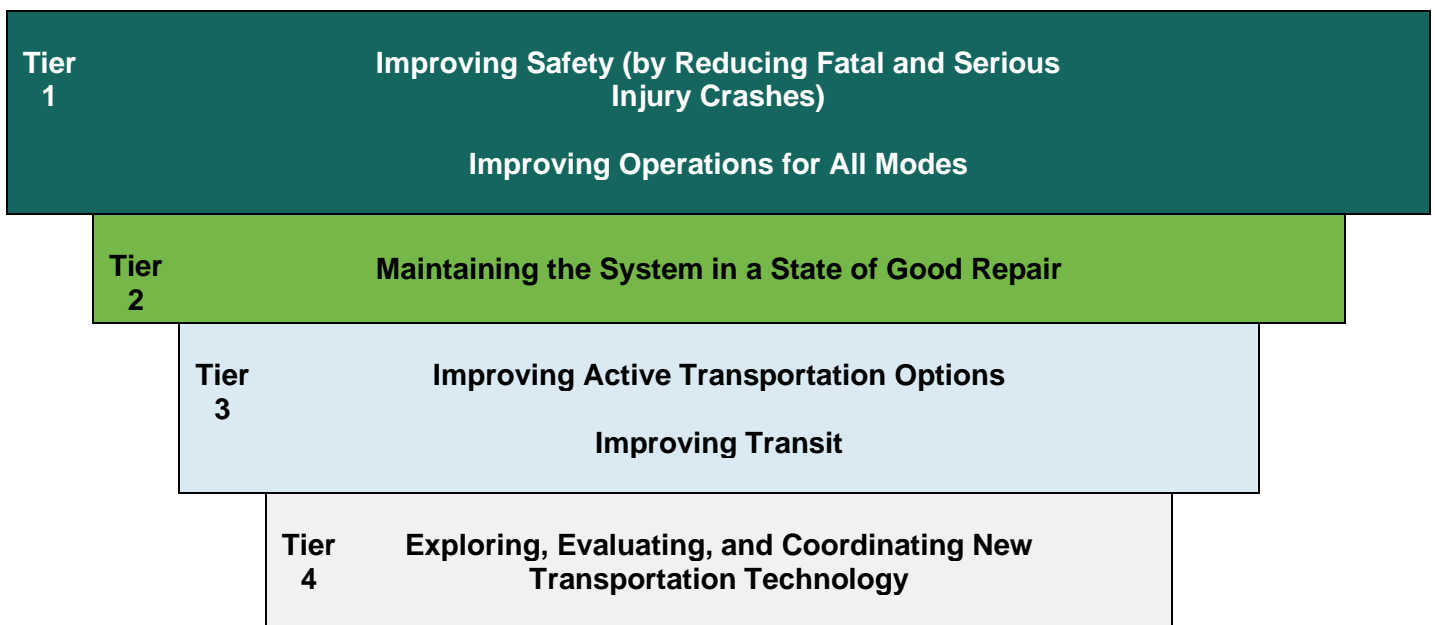 Tier
1
Improving Safety (by Reducing Fatal and Serious
Injury Crashes)
Improving Operations for All Modes
Tier
2
Maintaining the System in a State of Good Repair
Tier
3
Improving Active Transportation Options
Improving Transit
Tier
4
Exploring, Evaluating, and Coordinating New
Transportation Technology